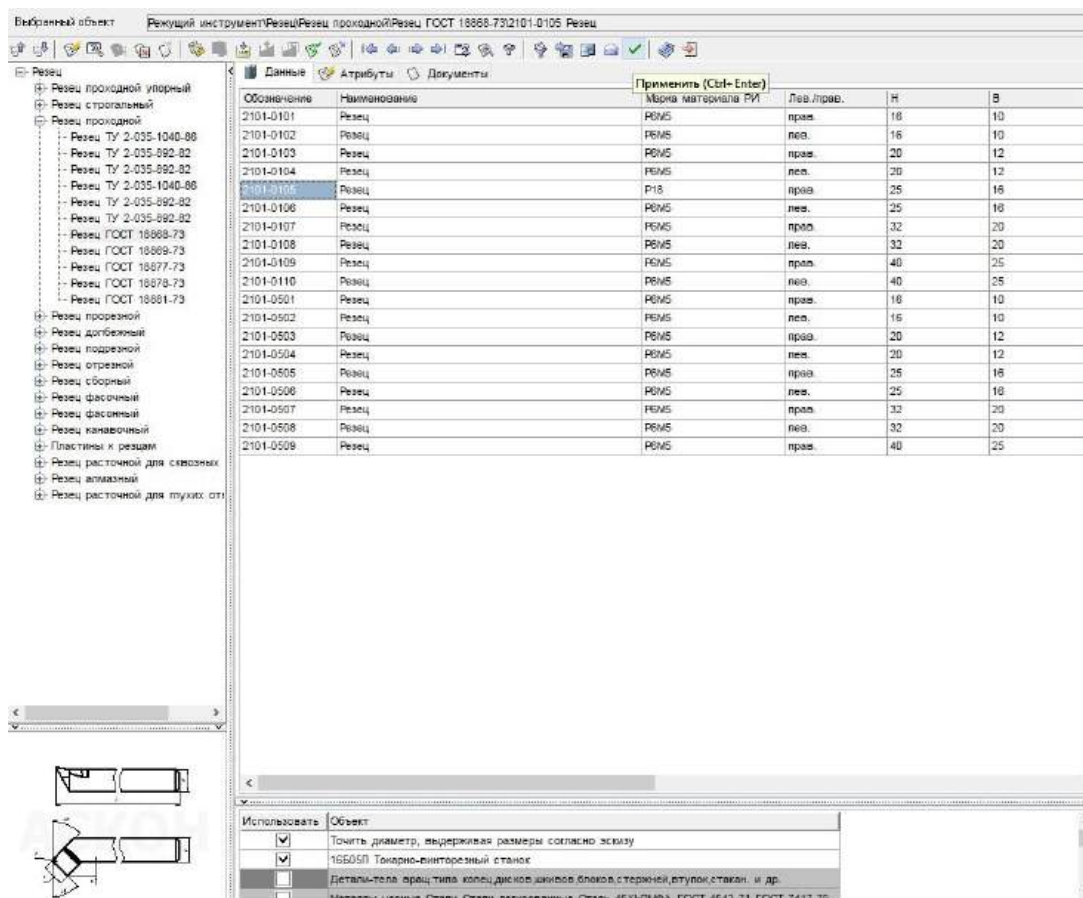 Выбранный объект Режущий инструмент\Резец\Резец проходной\Резец ГОСТ 18868-73\2101-0105 Резец
Данные Атрибуты Документы
Применить (Ctrl+Enter)
Резец
Резец проходной упорный
Резец строгальный
Резец проходной
Резец ТУ 2-035-1040-86
Резец ТУ 2-035-892-82
Резец ТУ 2-035-892-82
Резец ТУ 2-035-1040-86
Резец ТУ 2-035-892-82
Резец ТУ 2-035-892-82
Резец ГОСТ 18868-73
Резец ГОСТ 18869-73
Резец ГОСТ 18877-73
Резец ГОСТ 18878-73
Резец ГОСТ 18881-73
Резец прорезной
Резец долбежный
Резец подрезной
Резец отрезной
Резец сборный
Резец фасочный
Резец фасонный
Резец канавочный
Пластины к резцам
Резец расточной для сквозных
Резец алмазный
Резец расточной для глухих отв
Обозначение Наименование Марка материала РИ Лев./прав. H B
2101-0101 Резец Р6М5 прав. 16 10
2101-0102 Резец Р6М5 лев. 16 10
2101-0103 Резец Р6М5 прав. 20 12
2101-0104 Резец Р6М5 лев. 20 12
2101-0105 Резец Р18 прав. 25 16
2101-0106 Резец Р6М5 лев. 25 16
2101-0107 Резец Р6М5 прав. 32 20
2101-0108 Резец Р6М5 лев. 32 20
2101-0109 Резец Р6М5 прав. 40 25
2101-0110 Резец Р6М5 лев. 40 25
2101-0501 Резец Р6М5 прав. 16 10
2101-0502 Резец Р6М5 лев. 16 10
2101-0503 Резец Р6М5 прав. 20 12
2101-0504 Резец Р6М5 лев. 20 12
2101-0505 Резец Р6М5 прав. 25 16
2101-0506 Резец Р6М5 лев. 25 16
2101-0507 Резец Р6М5 прав. 32 20
2101-0508 Резец Р6М5 лев. 32 20
2101-0509 Резец Р6М5 прав. 40 25
АСКОН
Использовать Объект
Точить диаметр, выдерживая размеры согласно эскизу
16Б05П Токарно-винторезный станок
Детали-тела вращ.типа колец,дисков,шкивов,блоков,стержней,втулок,стакан. и др.